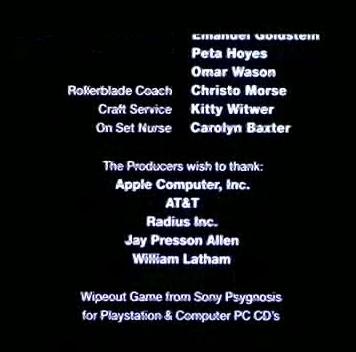 Emanuel Goldstein
Peta Hoyes
Omar Wason
Rollerblade Coach Christo Morse
Craft Service Kitty Witwer
On Set Nurse Carolyn Baxter
The Producers wish to thank:
Apple Computer, Inc.
AT&T
Radius Inc.
Jay Presson Allen
William Latham
Wipeout Game from Sony Psygnosis
for Playstation & Computer PC CD's